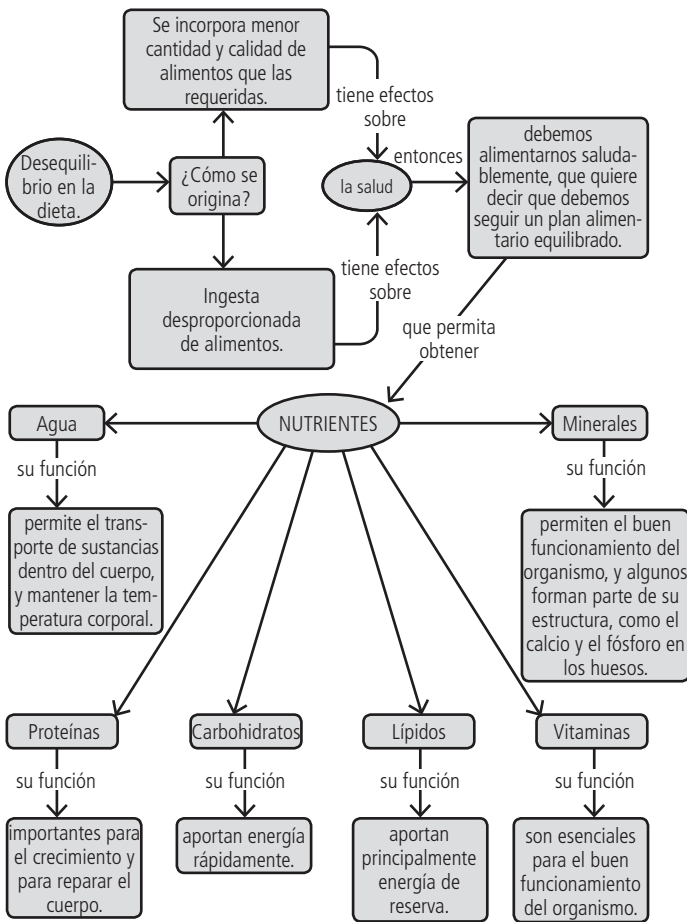 Se incorpora menor
cantidad y calidad de
alimentos que las
requeridas.
tiene efectos
sobre
Desequili-
brio en la
dieta.
¿Cómo se
origina?
la salud
entonces
debemos
alimentarnos saluda-
blemente, que quiere
decir que debemos
seguir un plan alimen-
tario equilibrado.
Ingesta
desproporcionada
de alimentos.
tiene efectos
sobre
que permita
obtener
NUTRIENTES
Agua
su función
permite el trans-
porte de sustancias
dentro del cuerpo,
y mantener la tem-
peratura corporal.
Minerales
su función
permiten el buen
funcionamiento del
organismo, y algunos
forman parte de su
estructura, como el
calcio y el fósforo en
los huesos.
Proteínas
su función
importantes para
el crecimiento y
para reparar el
cuerpo.
Carbohidratos
su función
aportan energía
rápidamente.
Lípidos
su función
aportan
principalmente
energía de
reserva.
Vitaminas
su función
son esenciales
para el buen
funcionamiento
del organismo.